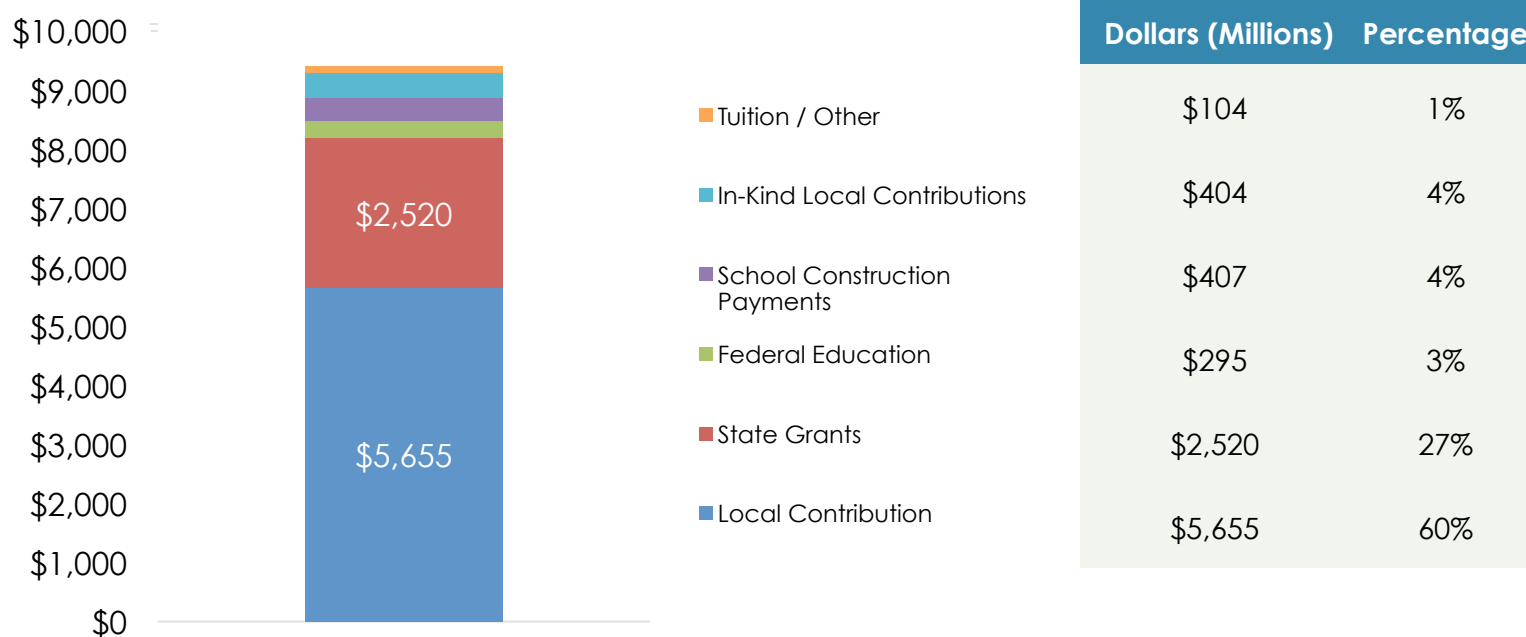 $10,000
$9,000
$8,000
$7,000
$6,000
$5,000
$4,000
$3,000
$2,000
$1,000
$0
$2,520
$5,655
Tuition / Other
In-Kind Local Contributions
School Construction
Payments
Federal Education
State Grants
Local Contribution
Dollars (Millions) Percentage
$104 1%
$404 4%
$407 4%
$295 3%
$2,520 27%
$5,655 60%